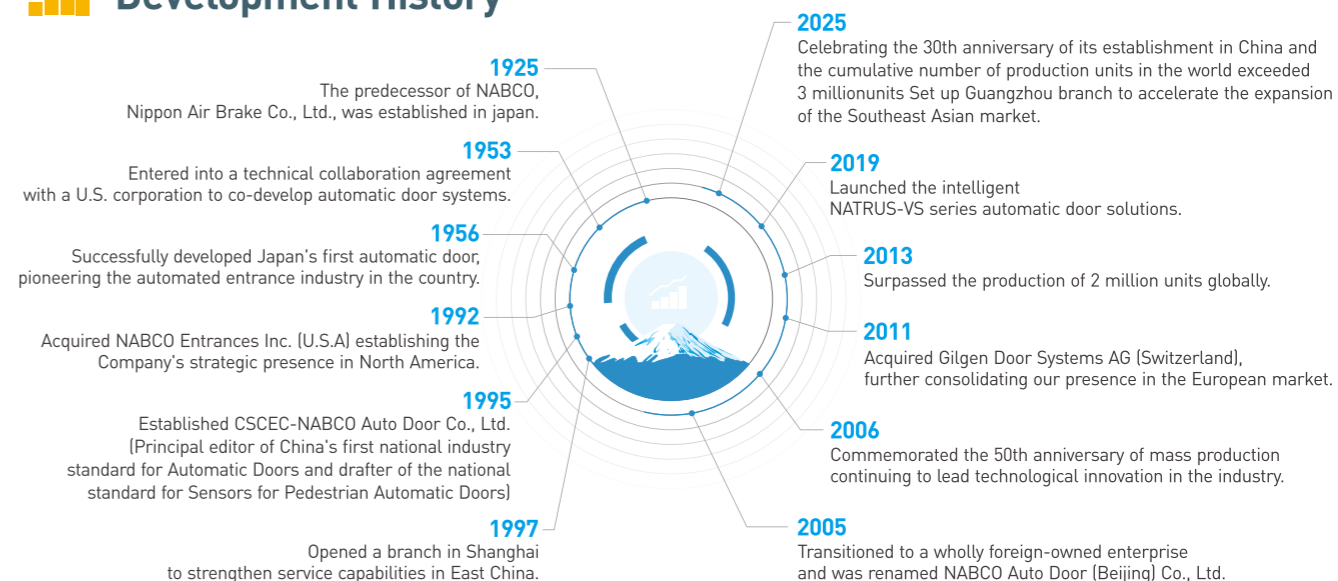 Development History
1925
The predecessor of NABCO,
Nippon Air Brake Co., Ltd., was established in japan.
1953
Entered into a technical collaboration agreement
with a U.S. corporation to co-develop automatic door systems.
1956
Successfully developed Japan's first automatic door,
pioneering the automated entrance industry in the country.
1992
Acquired NABCO Entrances Inc. (U.S.A) establishing the
Company's strategic presence in North America.
1995
Established CSCEC-NABCO Auto Door Co., Ltd.
(Principal editor of China's first national industry
standard for Automatic Doors and drafter of the national
standard for Sensors for Pedestrian Automatic Doors)
1997
Opened a branch in Shanghai
to strengthen service capabilities in East China.
2025
Celebrating the 30th anniversary of its establishment in China and
the cumulative number of production units in the world exceeded
3 millionunits Set up Guangzhou branch to accelerate the expansion
of the Southeast Asian market.
2019
Launched the intelligent
NATRUS-VS series automatic door solutions.
2013
Surpassed the production of 2 million units globally.
2011
Acquired Gilgen Door Systems AG (Switzerland),
further consolidating our presence in the European market.
2006
Commemorated the 50th anniversary of mass production
continuing to lead technological innovation in the industry.
2005
Transitioned to a wholly foreign-owned enterprise
and was renamed NABCO Auto Door (Beijing) Co., Ltd.